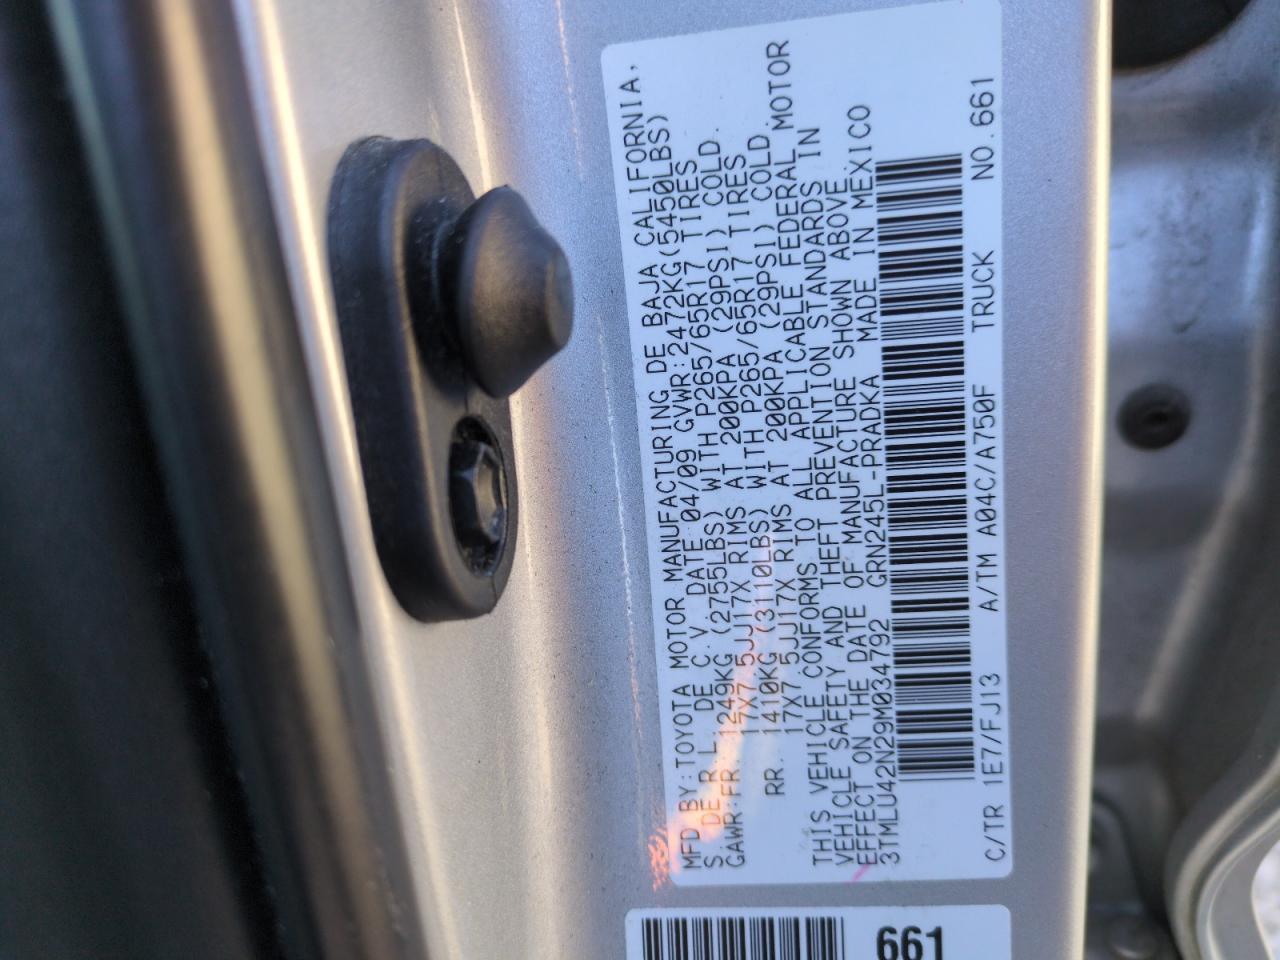 MFD BY:TOYOTA MOTOR MANUFACTURING DE BAJA CALIFORNIA,
S. DE R.L. DE C.V. DATE 04/09 GVWR:2472KG(5450LBS)
GAWR:FR. 1249KG (2755LBS) WITH P265/65R17 TIRES
17X7.5JJ17X RIMS AT 200KPA (29PSI) COLD.
RR. 1410KG (3110LBS) WITH P265/65R17 TIRES
17X7.5JJ17X RIMS AT 200KPA (29PSI) COLD.
THIS VEHICLE CONFORMS TO ALL APPLICABLE FEDERAL MOTOR
VEHICLE SAFETY AND THEFT PREVENTION STANDARDS IN
EFFECT ON THE DATE OF MANUFACTURE SHOWN ABOVE
3TMLU42N29M034792 GRN245L-PRADKA MADE IN MEXICO
C/TR 1E7/FJ13 A/TM A04C/A750F TRUCK NO.661
661